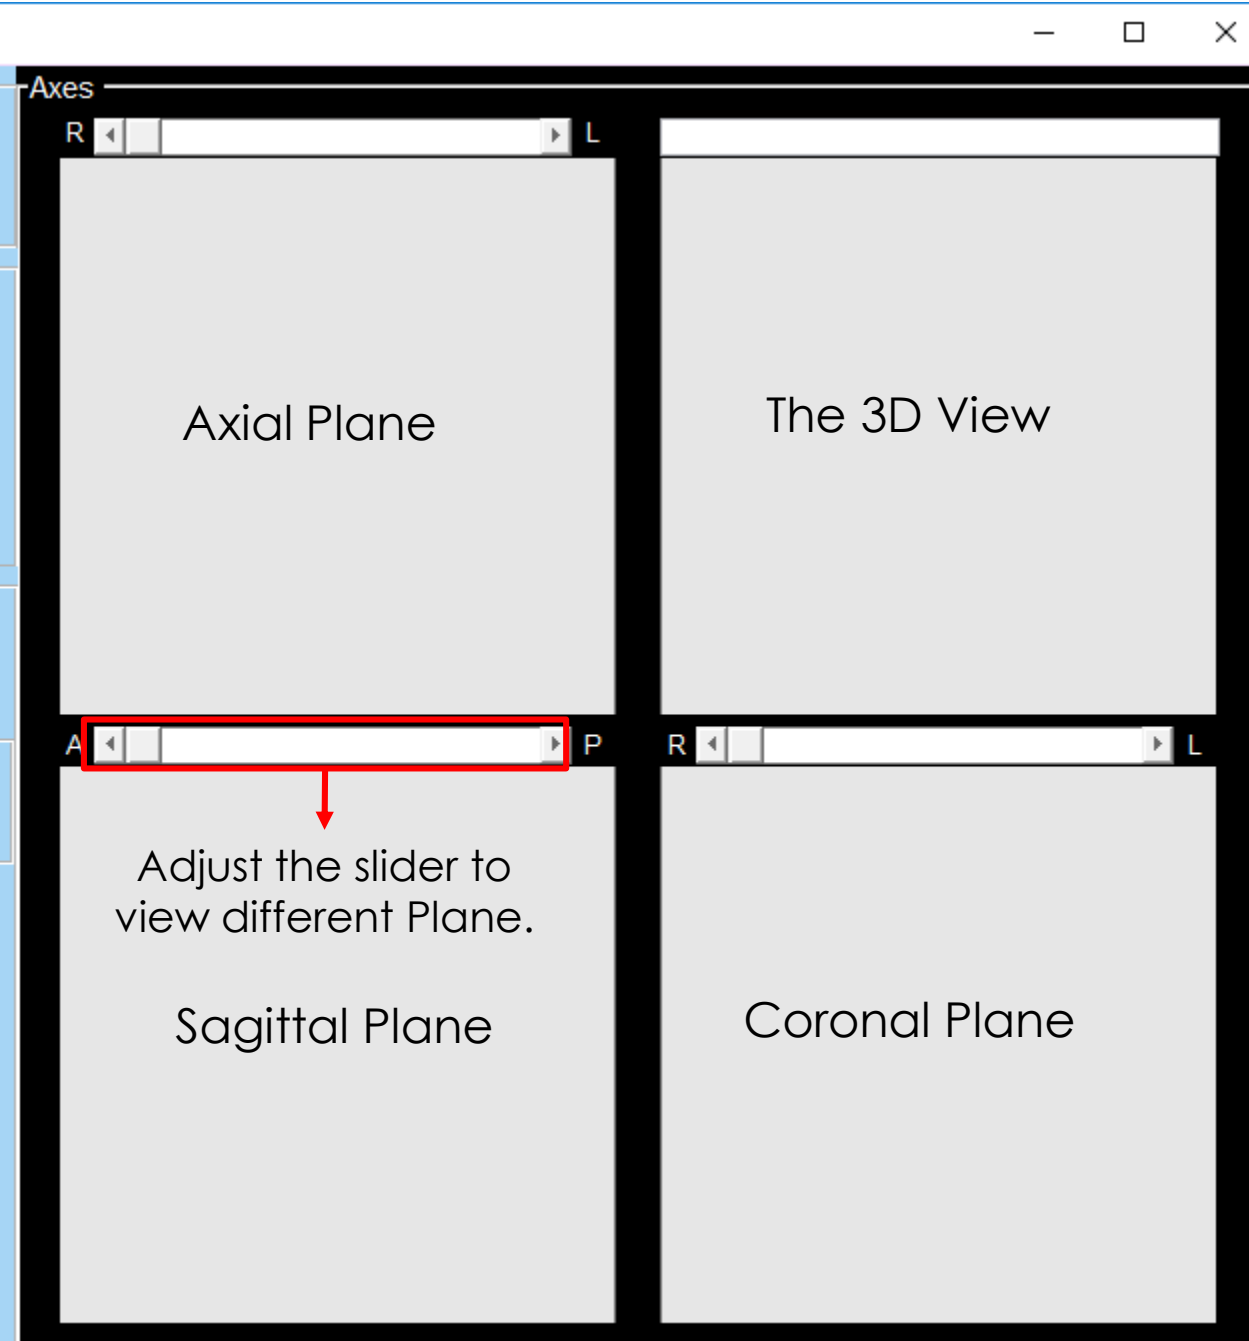 Axes
R L
Axial Plane
The 3D View
A P
R L
Adjust the slider to
view different Plane.
Sagittal Plane
Coronal Plane